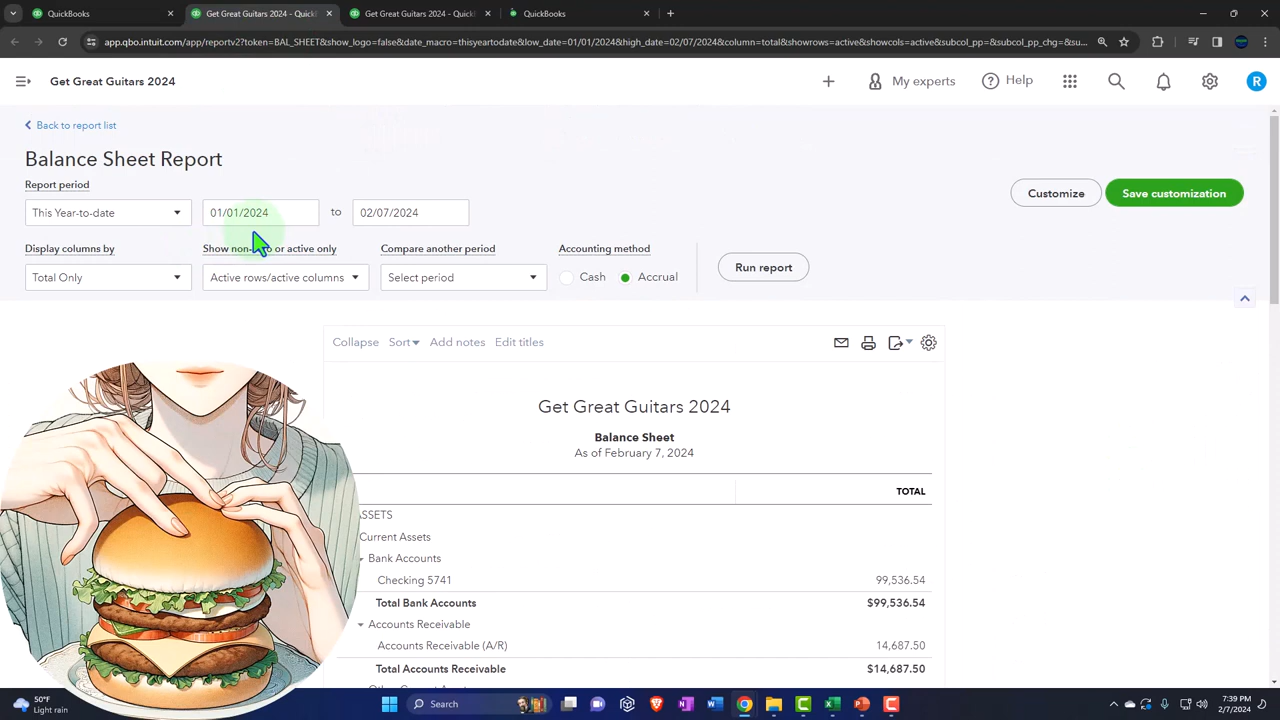 QuickBooks
Get Great Guitars 2024 - Quick
Get Great Guitars 2024 - Quick
QuickBooks
qbo.intuit.com/app/report2?token=BAL_SHEET&show_logo=false&date_macro=thisyeartodate&low_date=01/01/2024&high_date=02/07/2024&column=total&showrows=active&showcols=active&subcol_pp=&subcol_pp_chg=&su...
Get Great Guitars 2024
My experts
Help
R
Back to report list
Balance Sheet Report
Report period
This Year-to-date
01/01/2024
to
02/07/2024
Customize
Save customization
Display columns by
Show non- or active only
Compare another period
Accounting method
Total Only
Active rows/active columns
Select period
Cash
Accrual
Run report
Collapse
Sort
Add notes
Edit titles
Get Great Guitars 2024
Balance Sheet
As of February 7, 2024
TOTAL
SSETS
Current Assets
Bank Accounts
Checking 5741 99,536.54
Total Bank Accounts $99,536.54
Accounts Receivable
Accounts Receivable (A/R) 14,687.50
Total Accounts Receivable $14,687.50
50°F
Light rain
Search
7:39 PM
2/7/2024